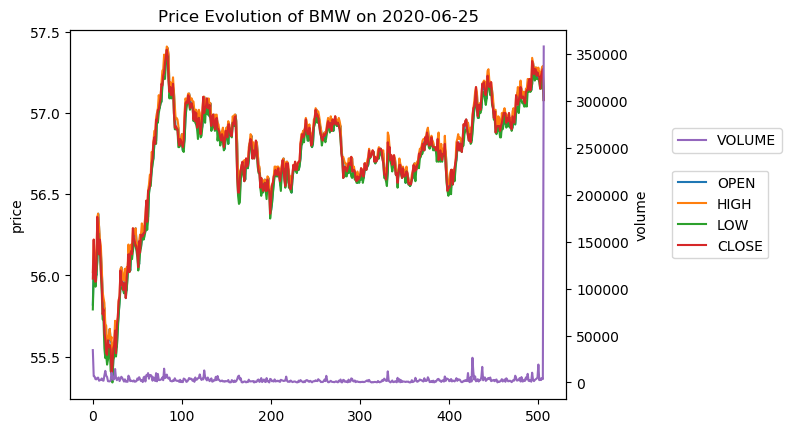 Price Evolution of BMW on 2020-06-25
57.5
57.0
56.5
56.0
55.5
price
0
100
200
300
400
500
350000
300000
250000
200000
150000
100000
50000
0
volume
VOLUME
OPEN
HIGH
LOW
CLOSE